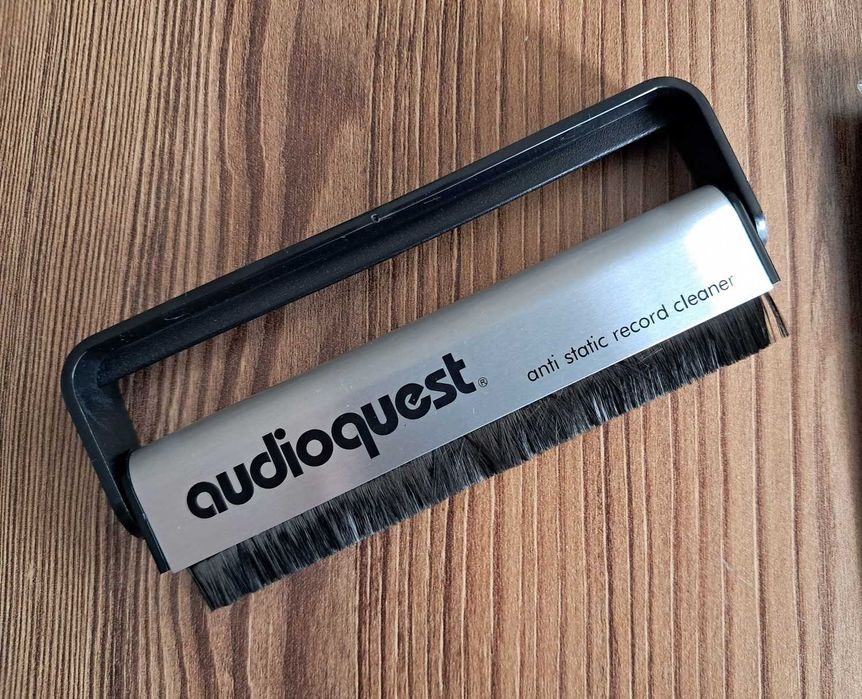 audioquest®
anti static record cleaner